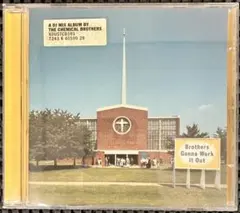 A DJ MIX ALBUM BY
THE CHEMICAL BROTHERS
Brothers
Gonna Work
it Out